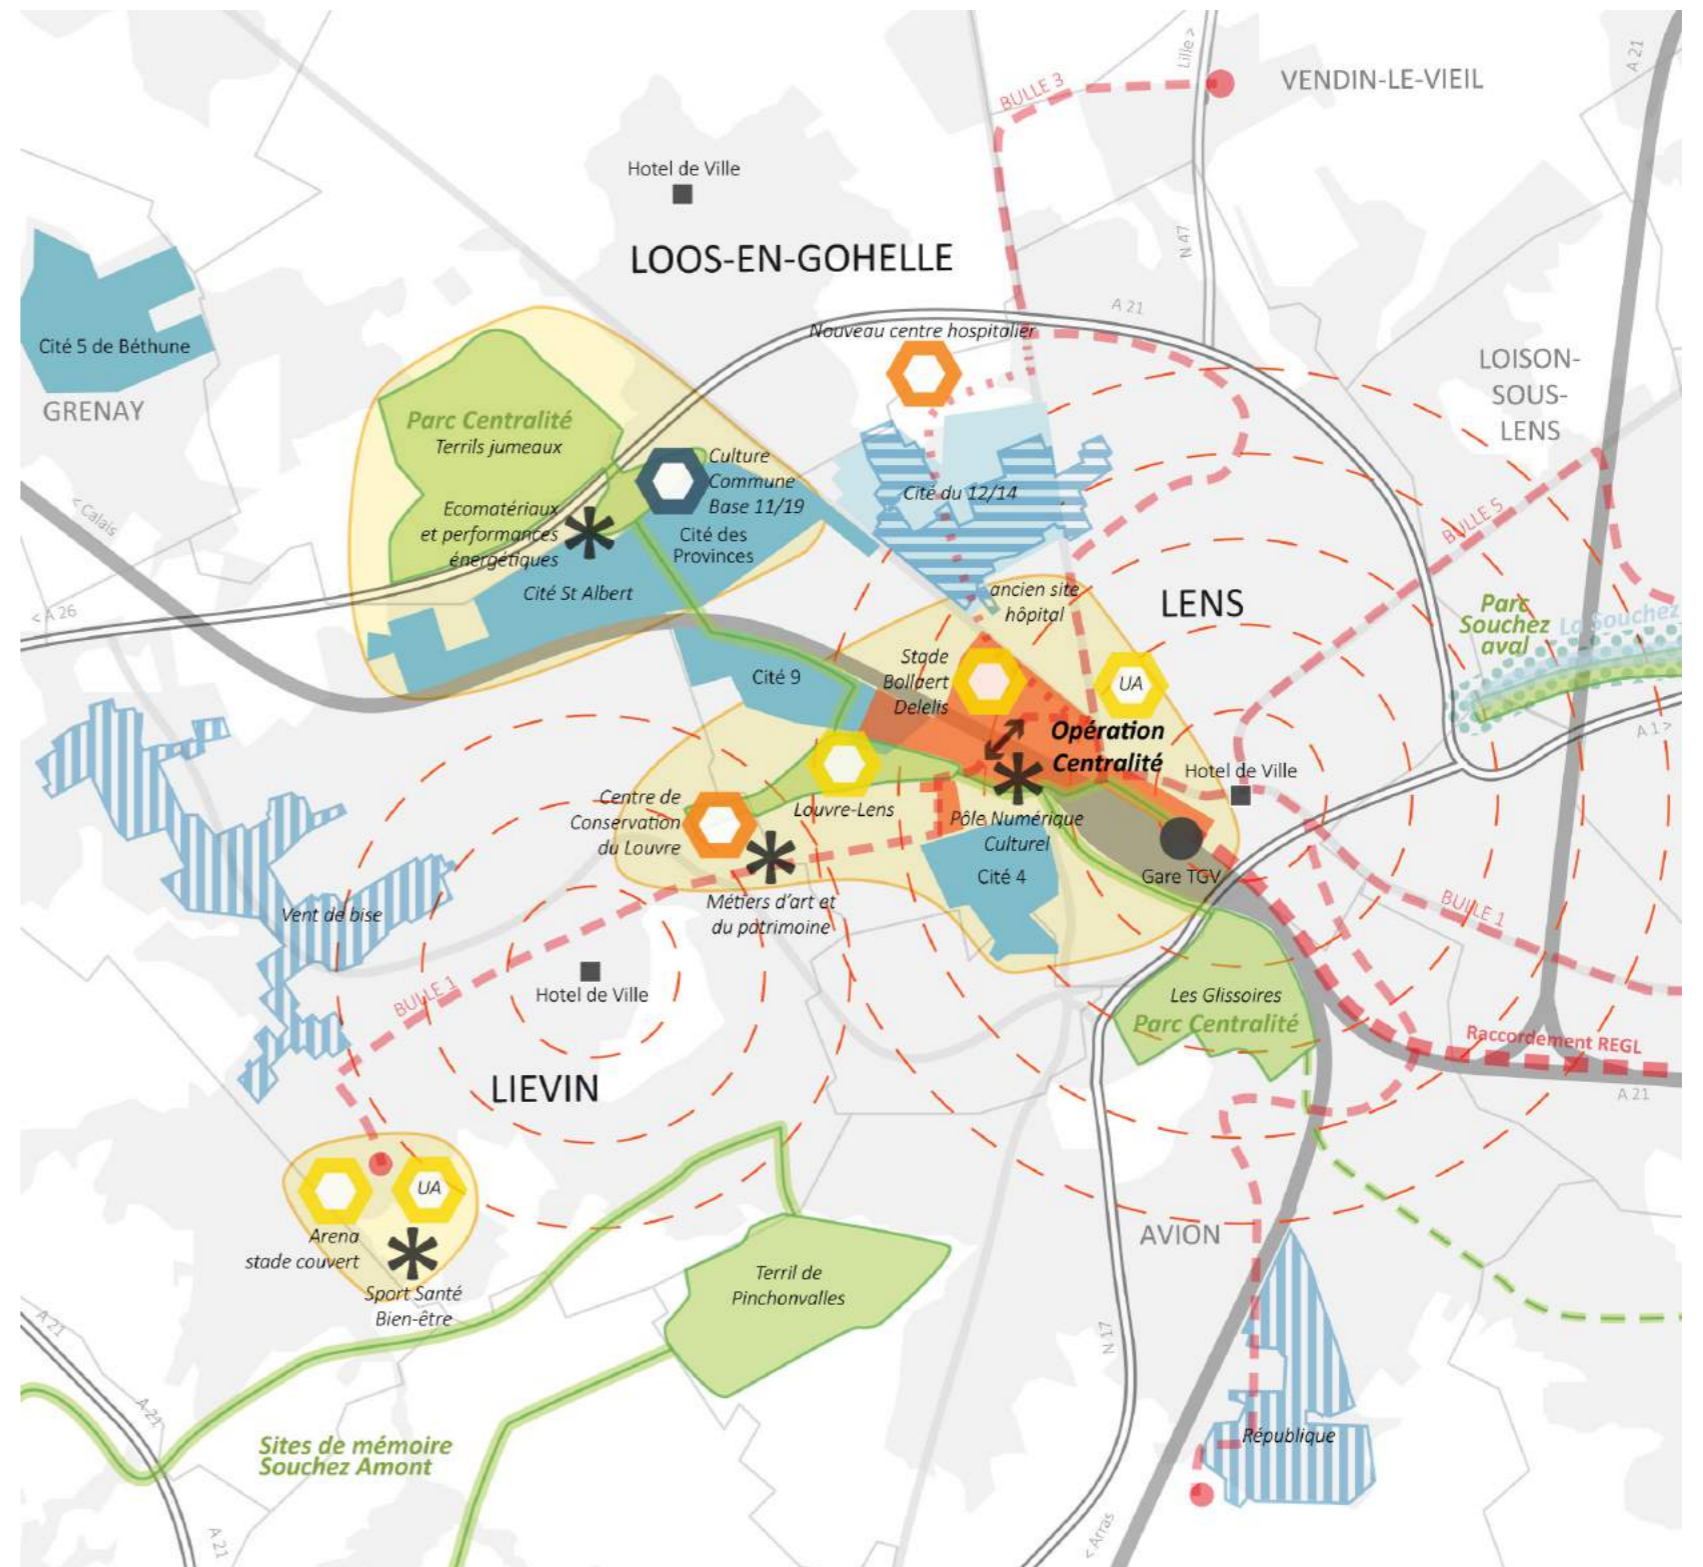 Lille >
A 21
BULLE 3
VENDIN-LE-VIEIL
Hotel de Ville
N 47
LOOS-EN-GOHELLE
A 21
Nouveau centre hospitalier
Cité 5 de Béthune
GRENAY
LOISON-
SOUS-
LENS
Parc Centralité
Terrils jumeaux
Culture
Commune
Base 11/19
Cité du 12/14
< Calais
Ecomatériaux
et performances
énergétiques
Cité des
Provinces
BULLE 5
Cité St Albert
< A 26
ancien site
hôpital
LENS
Parc
Souchez
aval
La Souchez
Stade
Bollaert
Delelis
Cité 9
UA
Opération
Centralité
A 1 >
Hotel de Ville
Centre de
Conservation
du Louvre
Louvre-Lens
Pôle Numérique
Culturel
Cité 4
Gare TGV
Métiers d'art et
du patrimoine
Vent de bise
BULLE 1
BULLE 1
Hotel de Ville
Les Glissoires
Parc Centralité
Raccordement REGL
A 21
LIEVIN
UA
Arena
stade couvert
Sport Santé
Bien-être
AVION
Terril de
Pinchonvalles
A 21
N 17
A 21
Sites de mémoire
Souchez Amont
République
A 21
< Arras